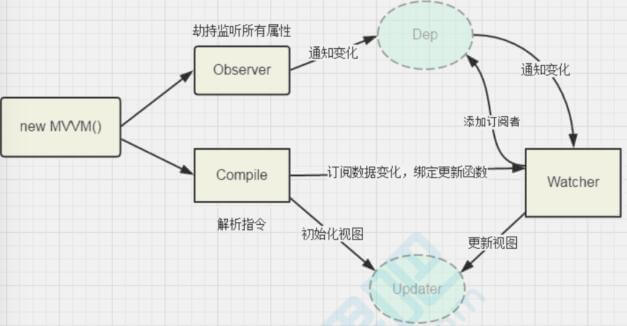 劫持监听所有属性
Dep
Observer
通知变化
通知变化
new MVVM()
添加订阅者
Compile
订阅数据变化，绑定更新函数
Watcher
解析指令
初始化视图
更新视图
Updater